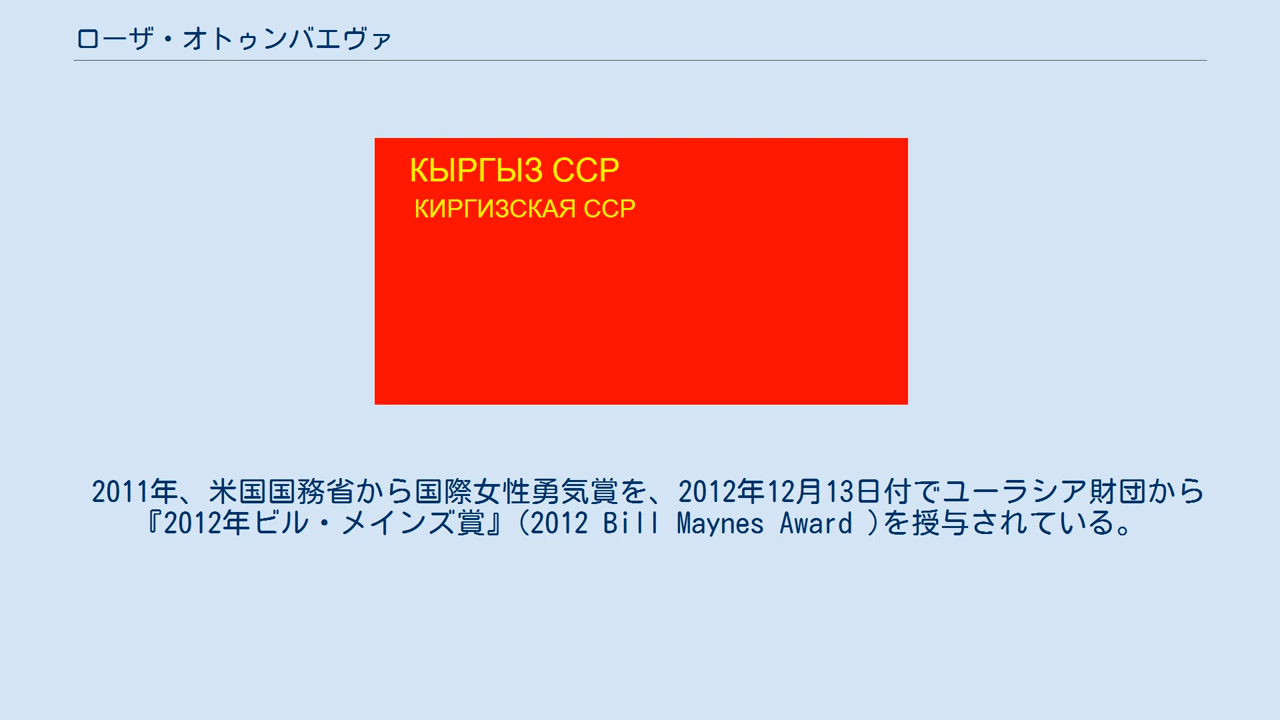 ローザ・オトゥンバエヴァ
КЫРГЫЗ ССР
КИРГИЗСКАЯ ССР
2011年、米国国務省から国際女性勇気賞を、2012年12月13日付でユーラシア財団から
『2012年ビル・メインズ賞』(2012 Bill Maynes Award )を授与されている。